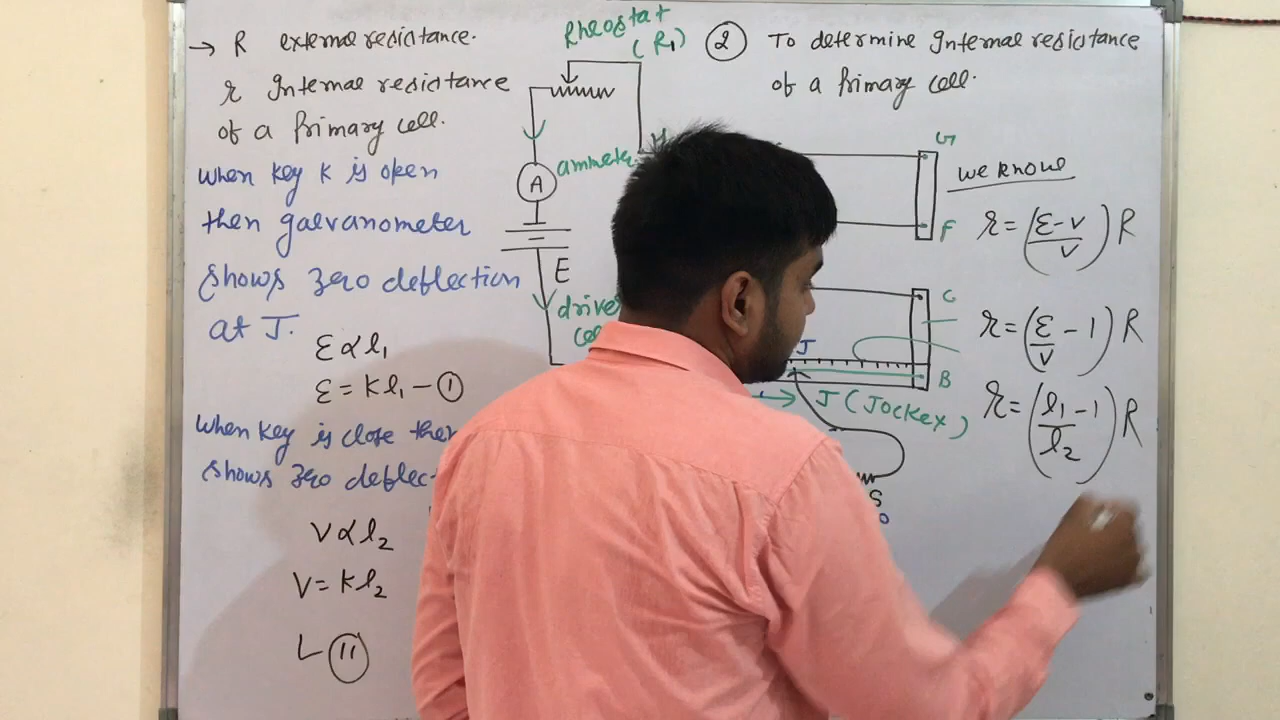 → R external resistance.
r Internal resistance
of a Primary cell.
when key K is open
then galvanometer
shows zero deflection
at J.
ε ∝ l₁
ε = kl₁ – ①
when key is close then
shows zero deflec
V ∝ l₂
V = kl₂
(II)
Rheostat
(R₁)
A
ammete
E
driver
② To determine Internal resistance
of a Primary cell.
G
F
C
J
B
J (Jockey)
S
we know
r = (ε-v/v) R
r = (ε/v - 1) R
r = (l₁/l₂ - 1) R